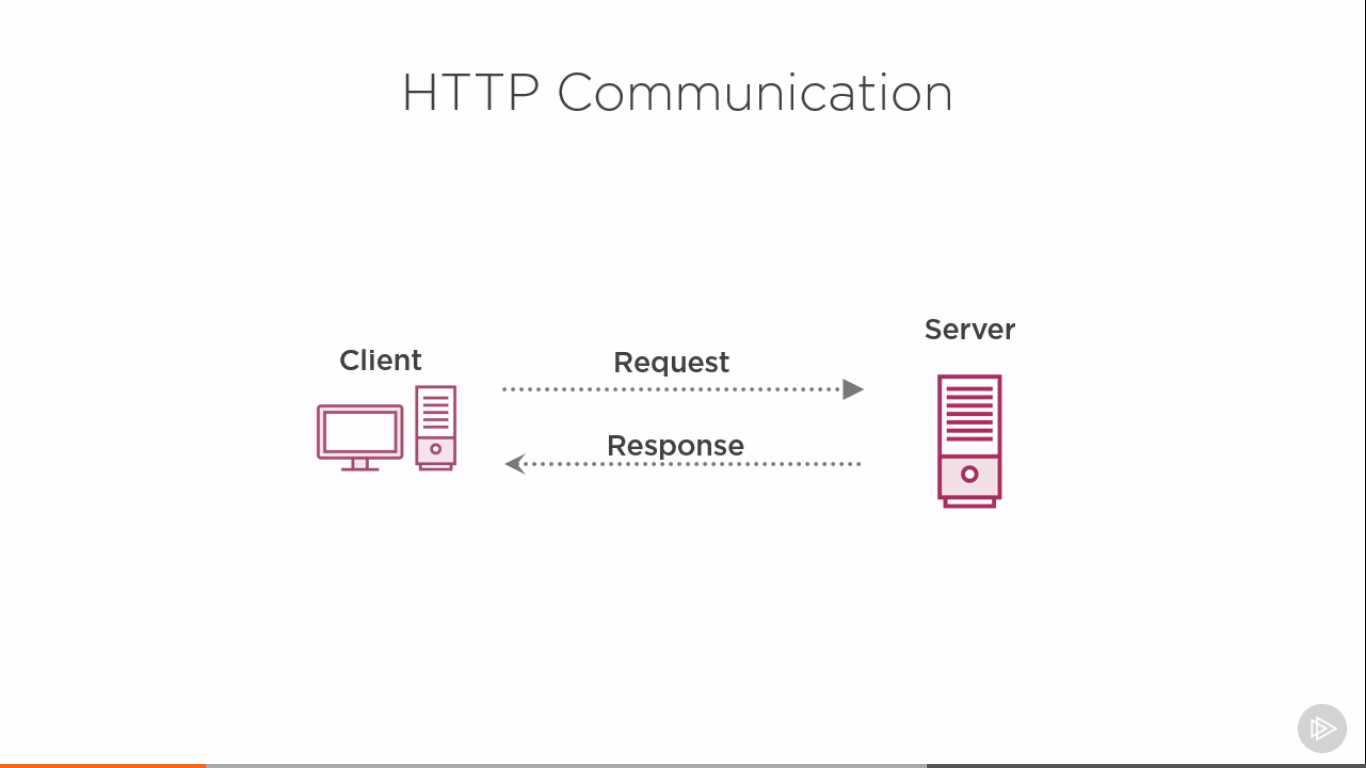 HTTP Communication
Client
Request
Response
Server